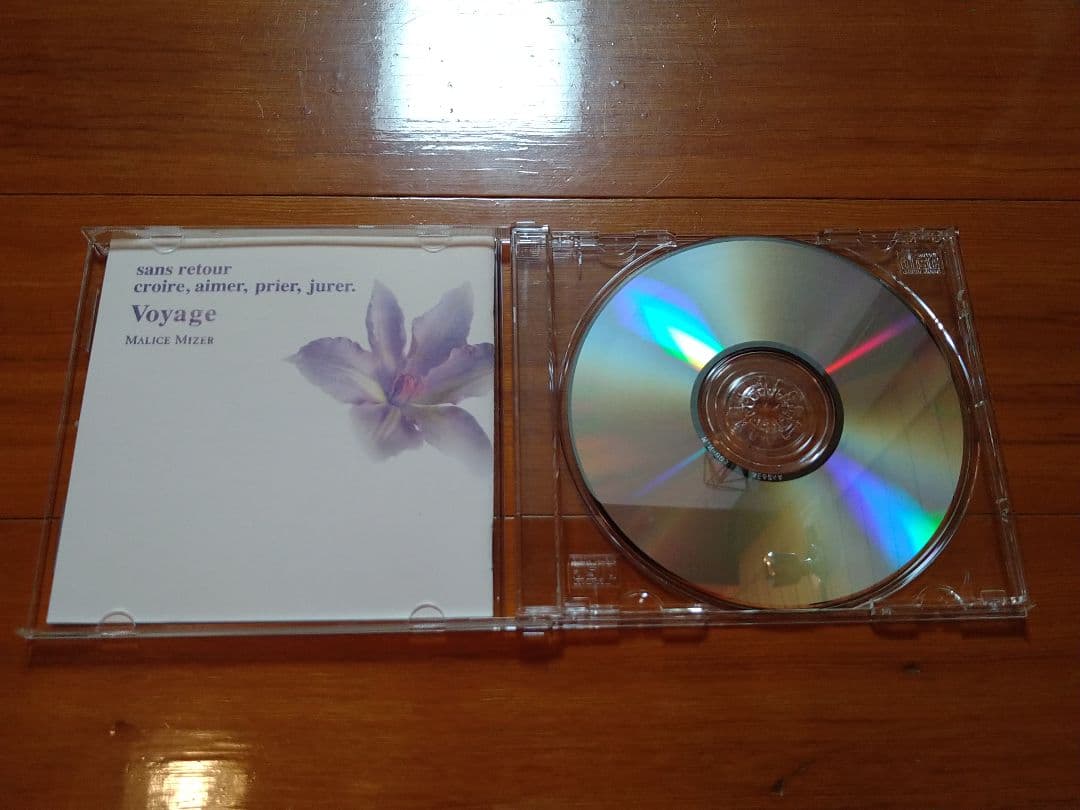 sans retour
croire, aimer, prier, jurer.
Voyage
MALICE MIZER